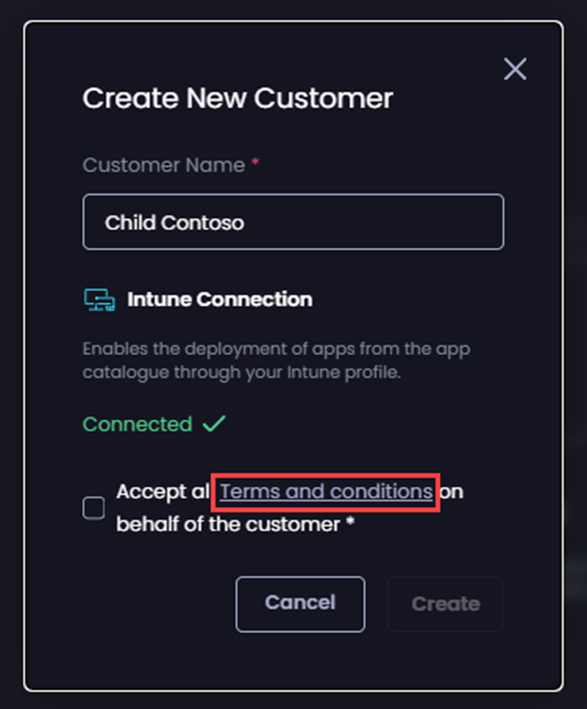 Create New Customer
Customer Name *
Child Contoso
Intune Connection
Enables the deployment of apps from the app
catalogue through your Intune profile.
Connected
Accept al Terms and conditions on
behalf of the customer *
Cancel
Create